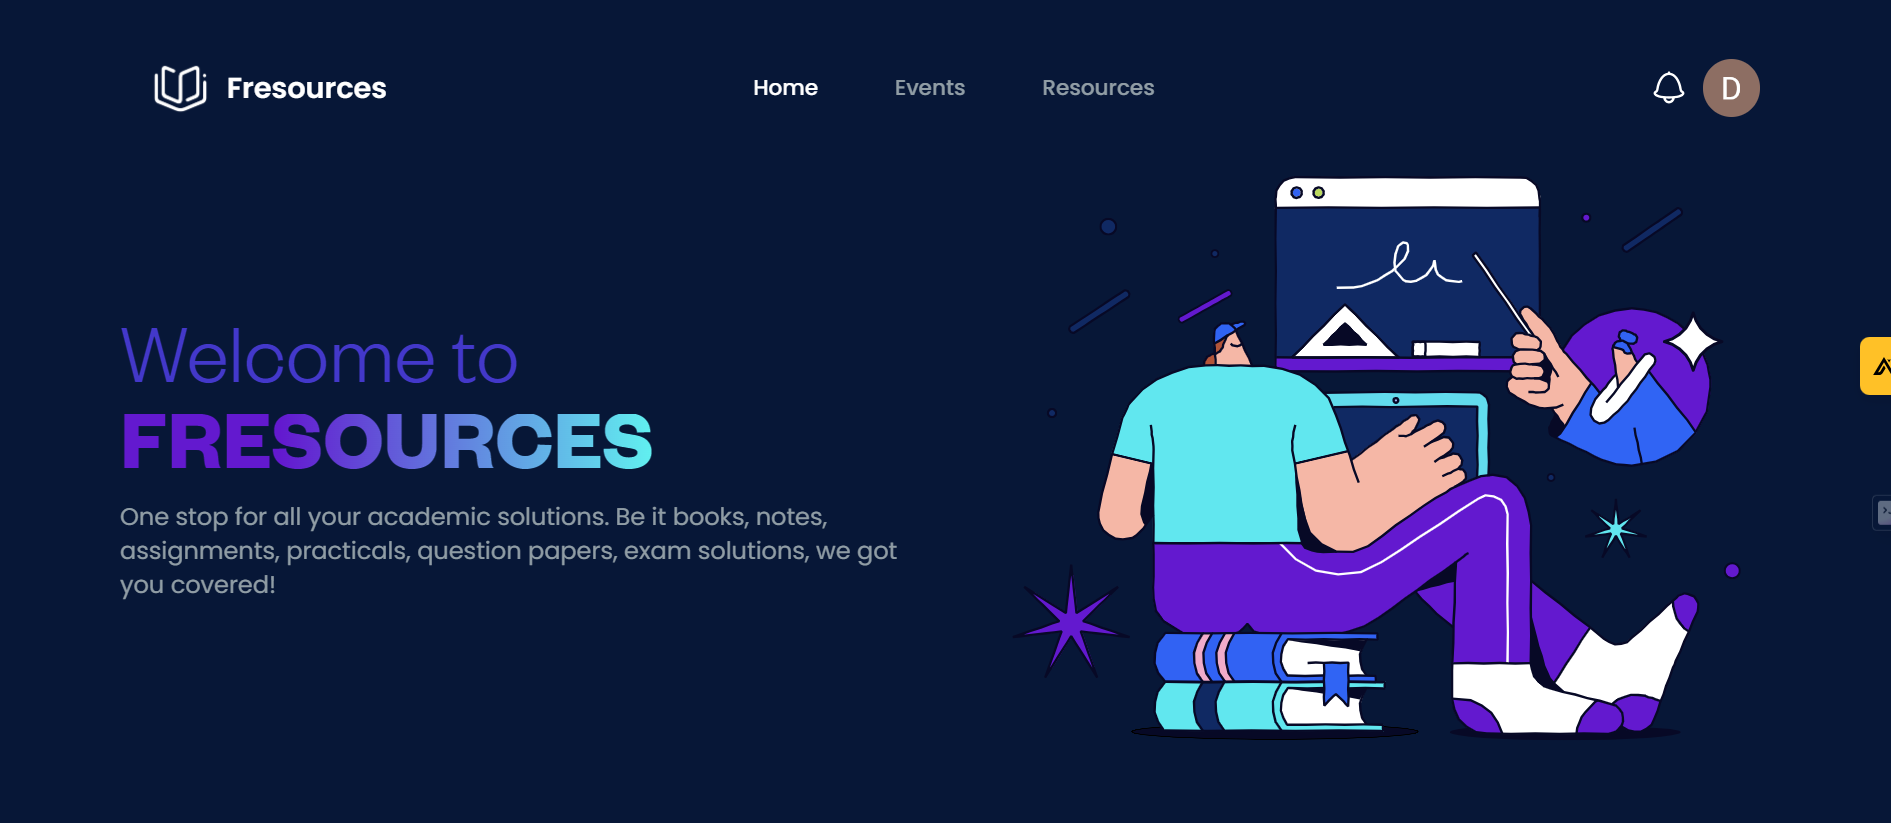 Fresources
Home
Events
Resources
D
Welcome to
FRESOURCES
One stop for all your academic solutions. Be it books, notes,
assignments, practicals, question papers, exam solutions, we got
you covered!